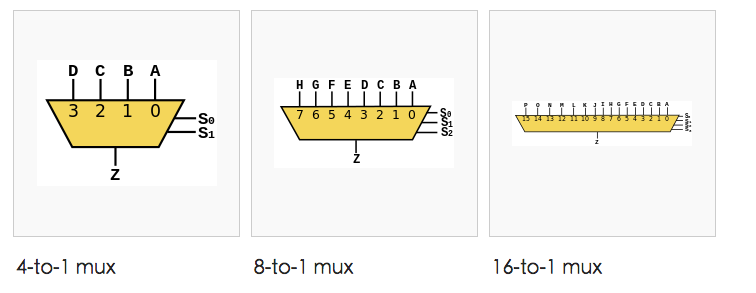 D C B A
3 2 1 0
S0
S1
Z
4-to-1 mux
H G F E D C B A
7 6 5 4 3 2 1 0
S0
S1
S2
Z
8-to-1 mux
P O N M L K J I H G F E D C B A
15 14 13 12 11 10 9 8 7 6 5 4 3 2 1 0
Z
16-to-1 mux